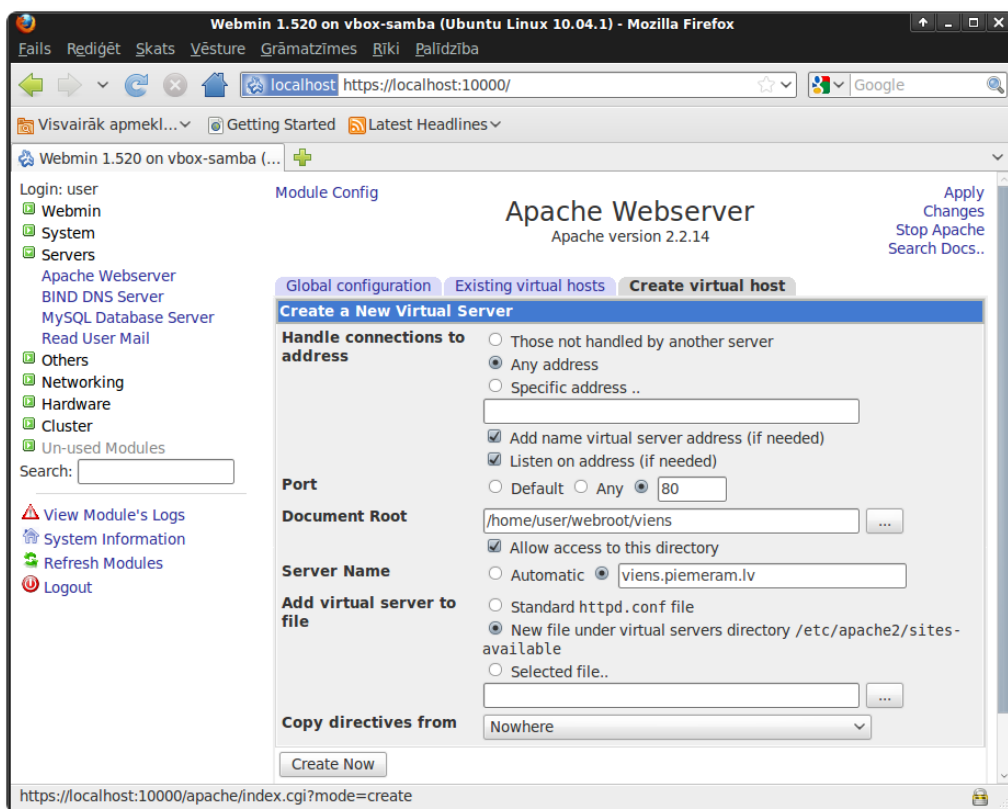 Webmin 1.520 on vbox-samba (Ubuntu Linux 10.04.1) - Mozilla Firefox
Fails Rediģēt Skats Vēsture Grāmatzīmes Rīki Palīdzība
localhost https://localhost:10000/ Google
Visvairāk apmekl... Getting Started Latest Headlines
Webmin 1.520 on vbox-samba (...
Login: user
Webmin
System
Servers
Apache Webserver
BIND DNS Server
MySQL Database Server
Read User Mail
Others
Networking
Hardware
Cluster
Un-used Modules
Search:
View Module's Logs
System Information
Refresh Modules
Logout
Module Config
Apache Webserver
Apache version 2.2.14
Apply
Changes
Stop Apache
Search Docs..
Global configuration Existing virtual hosts Create virtual host
Create a New Virtual Server
Handle connections to
address
Those not handled by another server
Any address
Specific address ..
Add name virtual server address (if needed)
Listen on address (if needed)
Port Default Any 80
Document Root /home/user/webroot/viens ...
Allow access to this directory
Server Name Automatic viens.piemeram.lv
Add virtual server to
file
Standard httpd.conf file
New file under virtual servers directory /etc/apache2/sites-
available
Selected file..
...
Copy directives from Nowhere
Create Now
https://localhost:10000/apache/index.cgi?mode=create